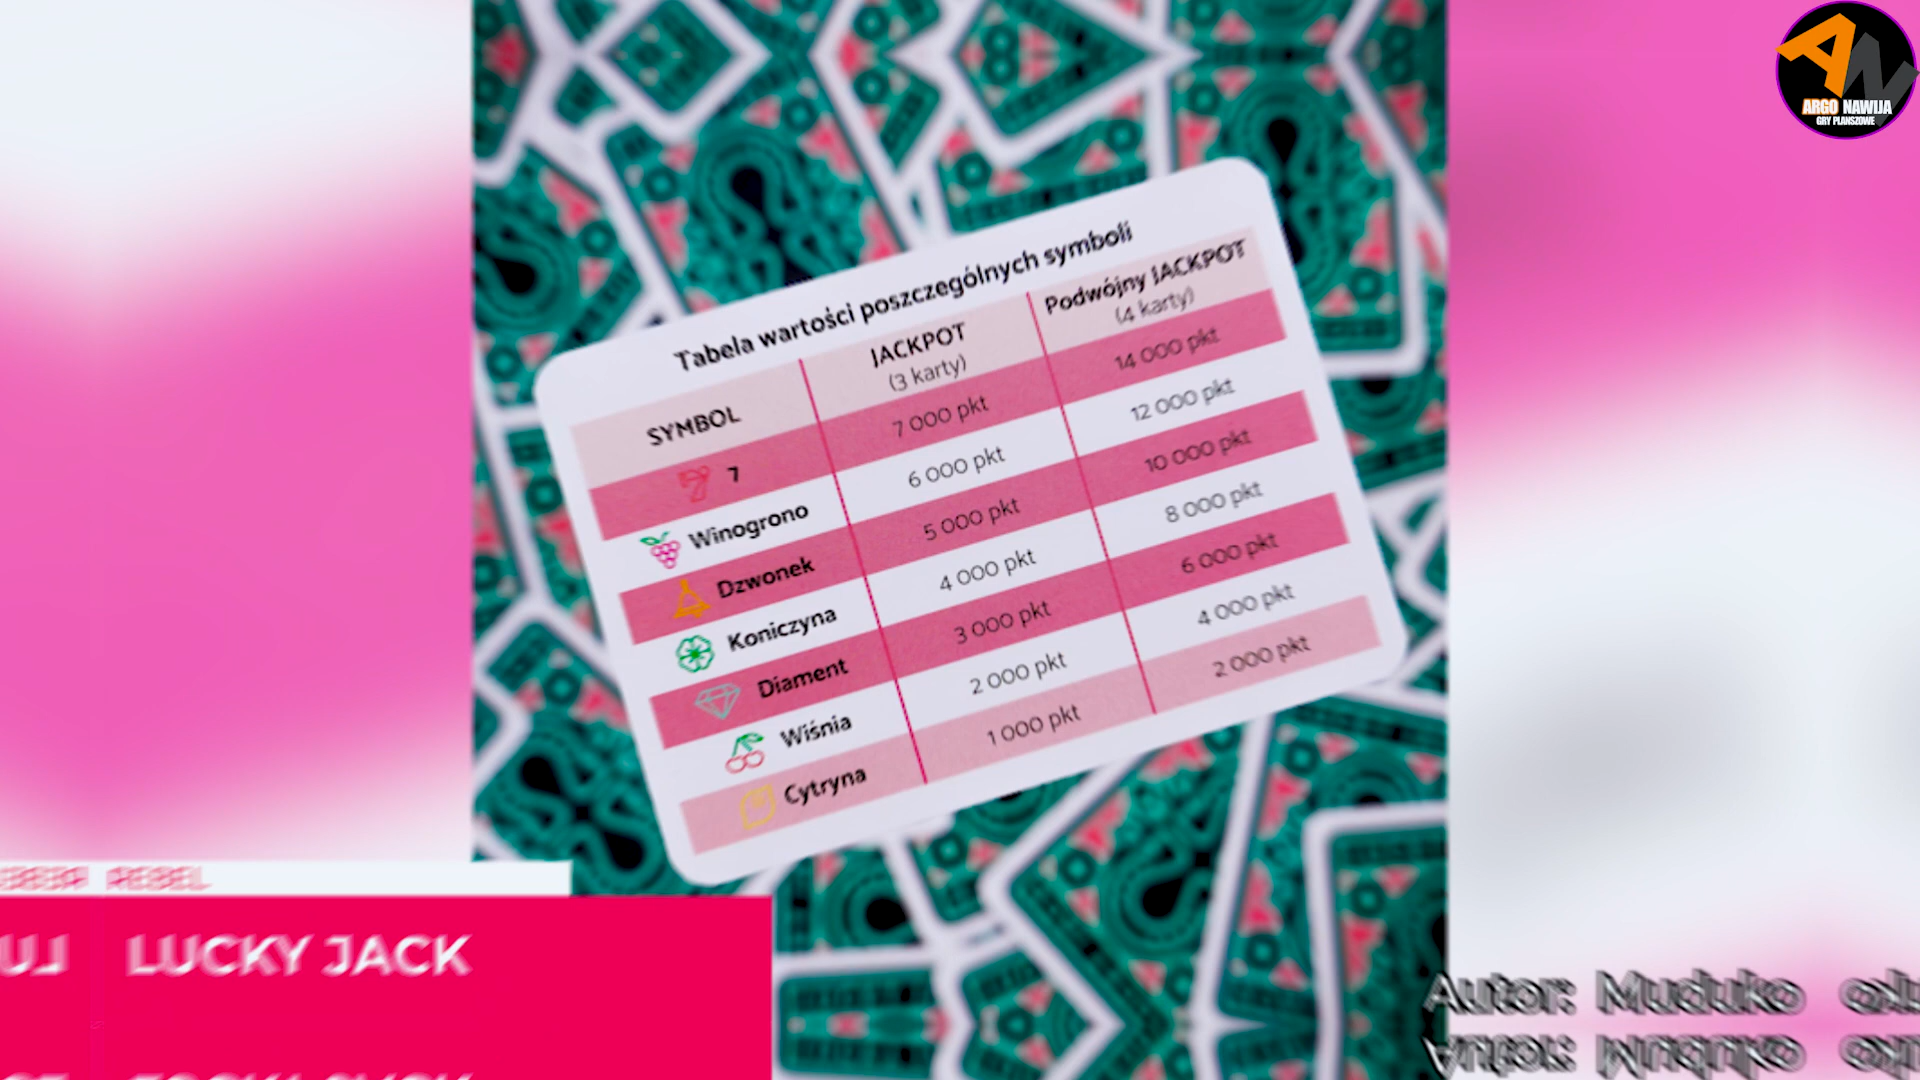 ARGO NAWIJA
GRY PLANSZOWE
Tabela wartości poszczególnych symboli
SYMBOL JACKPOT (3 karty) Podwójny JACKPOT (4 karty)
7 7 000 pkt 14 000 pkt
Winogrono 6 000 pkt 12 000 pkt
Dzwonek 5 000 pkt 10 000 pkt
Koniczyna 4 000 pkt 8 000 pkt
Diament 3 000 pkt 6 000 pkt
Wiśnia 2 000 pkt 4 000 pkt
Cytryna 1 000 pkt 2 000 pkt
REBEL
LUCKY JACK
Autor: Muduko